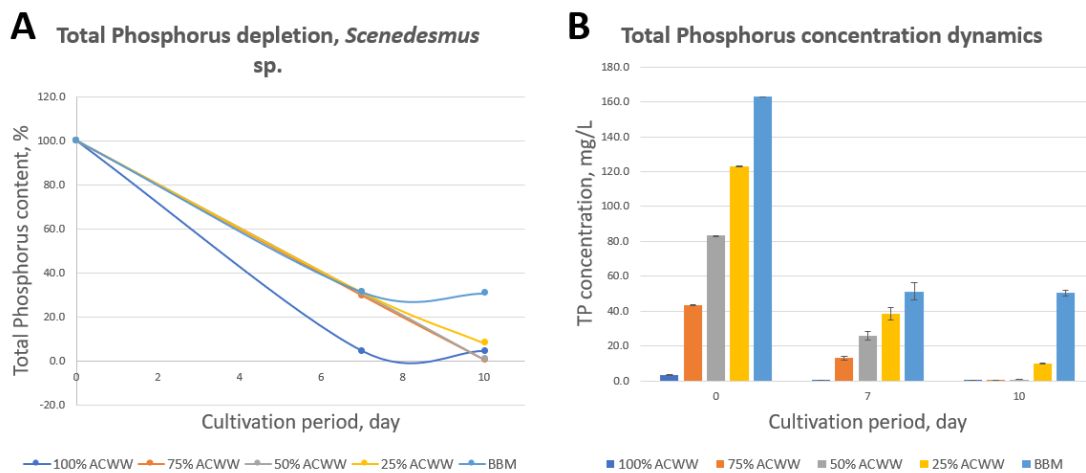 A
Total Phosphorus depletion, Scenedesmus
sp.
Total Phosphorus content, %
120.0
100.0
80.0
60.0
40.0
20.0
0.0
-20.0
0 2 4 6 8 10
Cultivation period, day
100% ACWW 75% ACWW 50% ACWW 25% ACWW BBM
B
Total Phosphorus concentration dynamics
TP concentration, mg/L
180.0
160.0
140.0
120.0
100.0
80.0
60.0
40.0
20.0
0.0
0 7 10
Cultivation period, day
100% ACWW 75% ACWW 50% ACWW 25% ACWW BBM